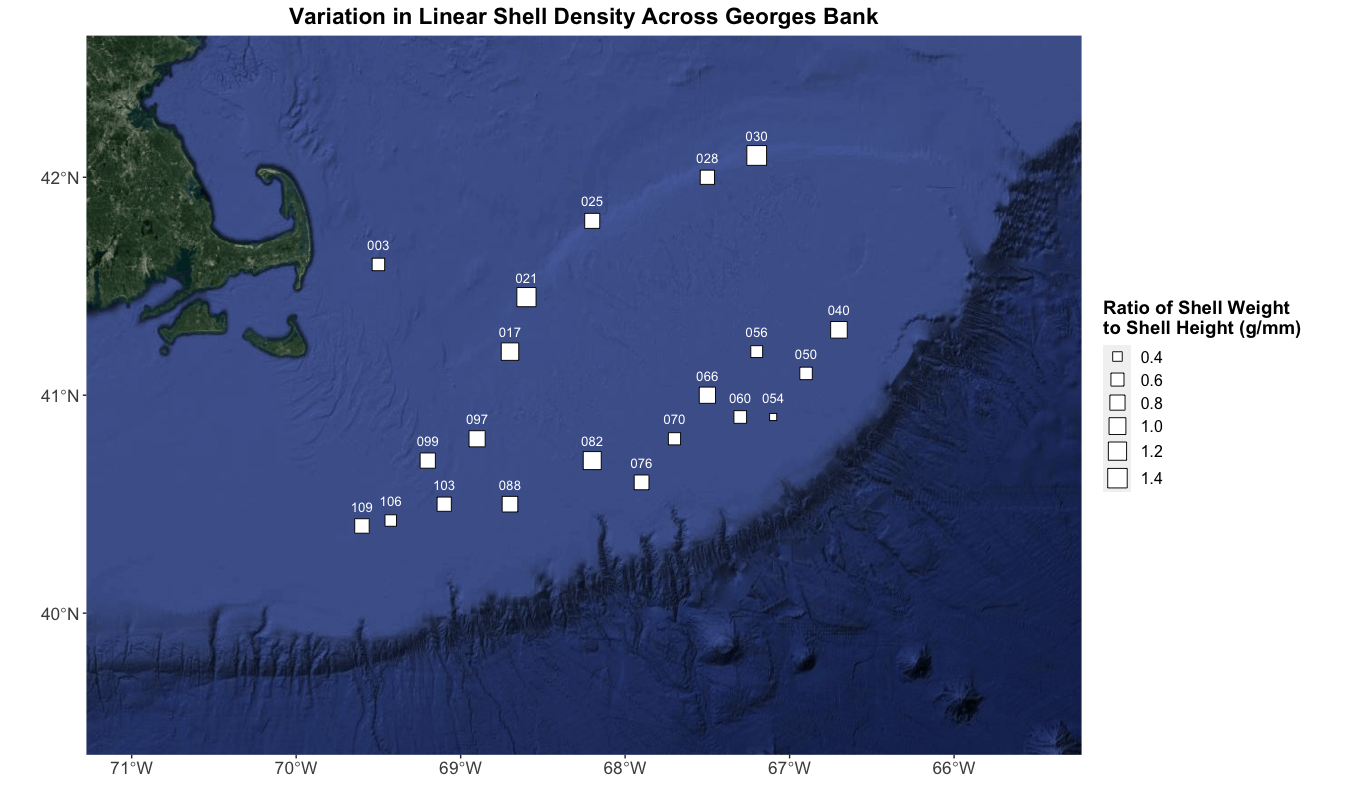 Variation in Linear Shell Density Across Georges Bank
42°N
41°N
40°N
030
028
025
003
021
017
040
056
050
066
060
054
070
097
099
082
076
103
088
109
106
71°W
70°W
69°W
68°W
67°W
66°W
Ratio of Shell Weight
to Shell Height (g/mm)
0.4
0.6
0.8
1.0
1.2
1.4